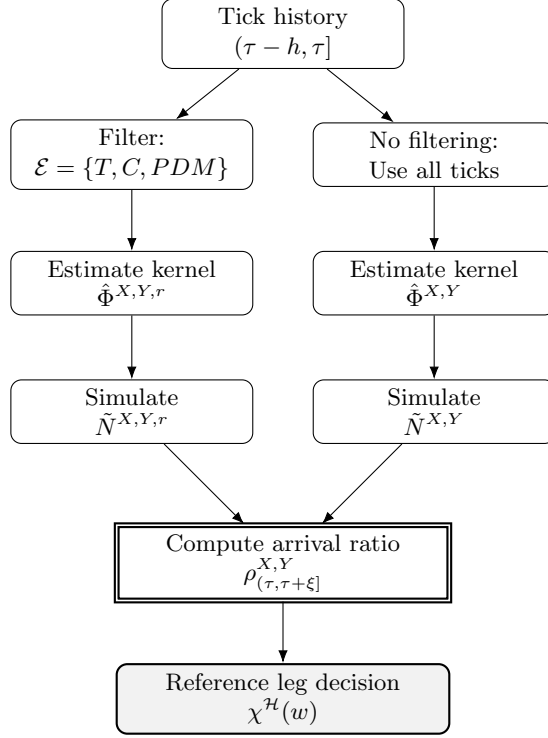 Tick history
(τ − h, τ]
Filter:
ℰ = {T, C, PDM}
No filtering:
Use all ticks
Estimate kernel
Φ̂^{X,Y,r}
Estimate kernel
Φ̂^{X,Y}
Simulate
Ñ^{X,Y,r}
Simulate
Ñ^{X,Y}
Compute arrival ratio
ρ^{X,Y}_{(τ,τ+ξ]}
Reference leg decision
χ^ℋ(w)